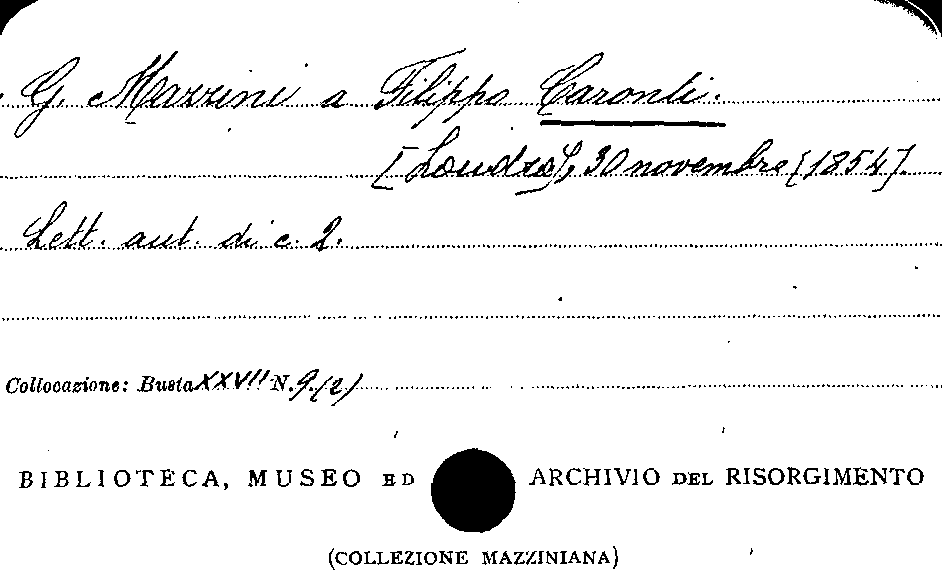 G. Mazzini a Filippo Caronti.
[Londra], 30 novembre [1854].
Lett. aut. di c. 2.
Collocazione: Busta XXVII N. 9. (2)
BIBLIOTECA, MUSEO ED ARCHIVIO DEL RISORGIMENTO
(COLLEZIONE MAZZINIANA)